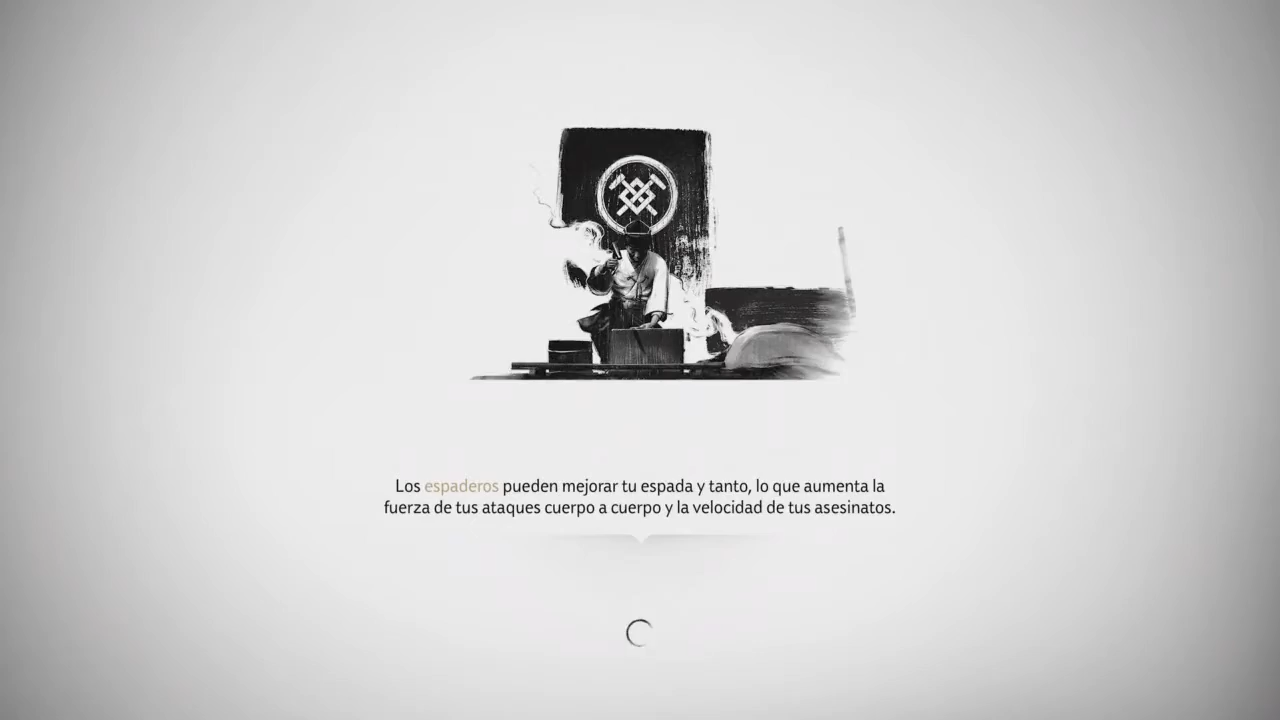 Los espaderos pueden mejorar tu espada y tanto, lo que aumenta la
fuerza de tus ataques cuerpo a cuerpo y la velocidad de tus asesinatos.